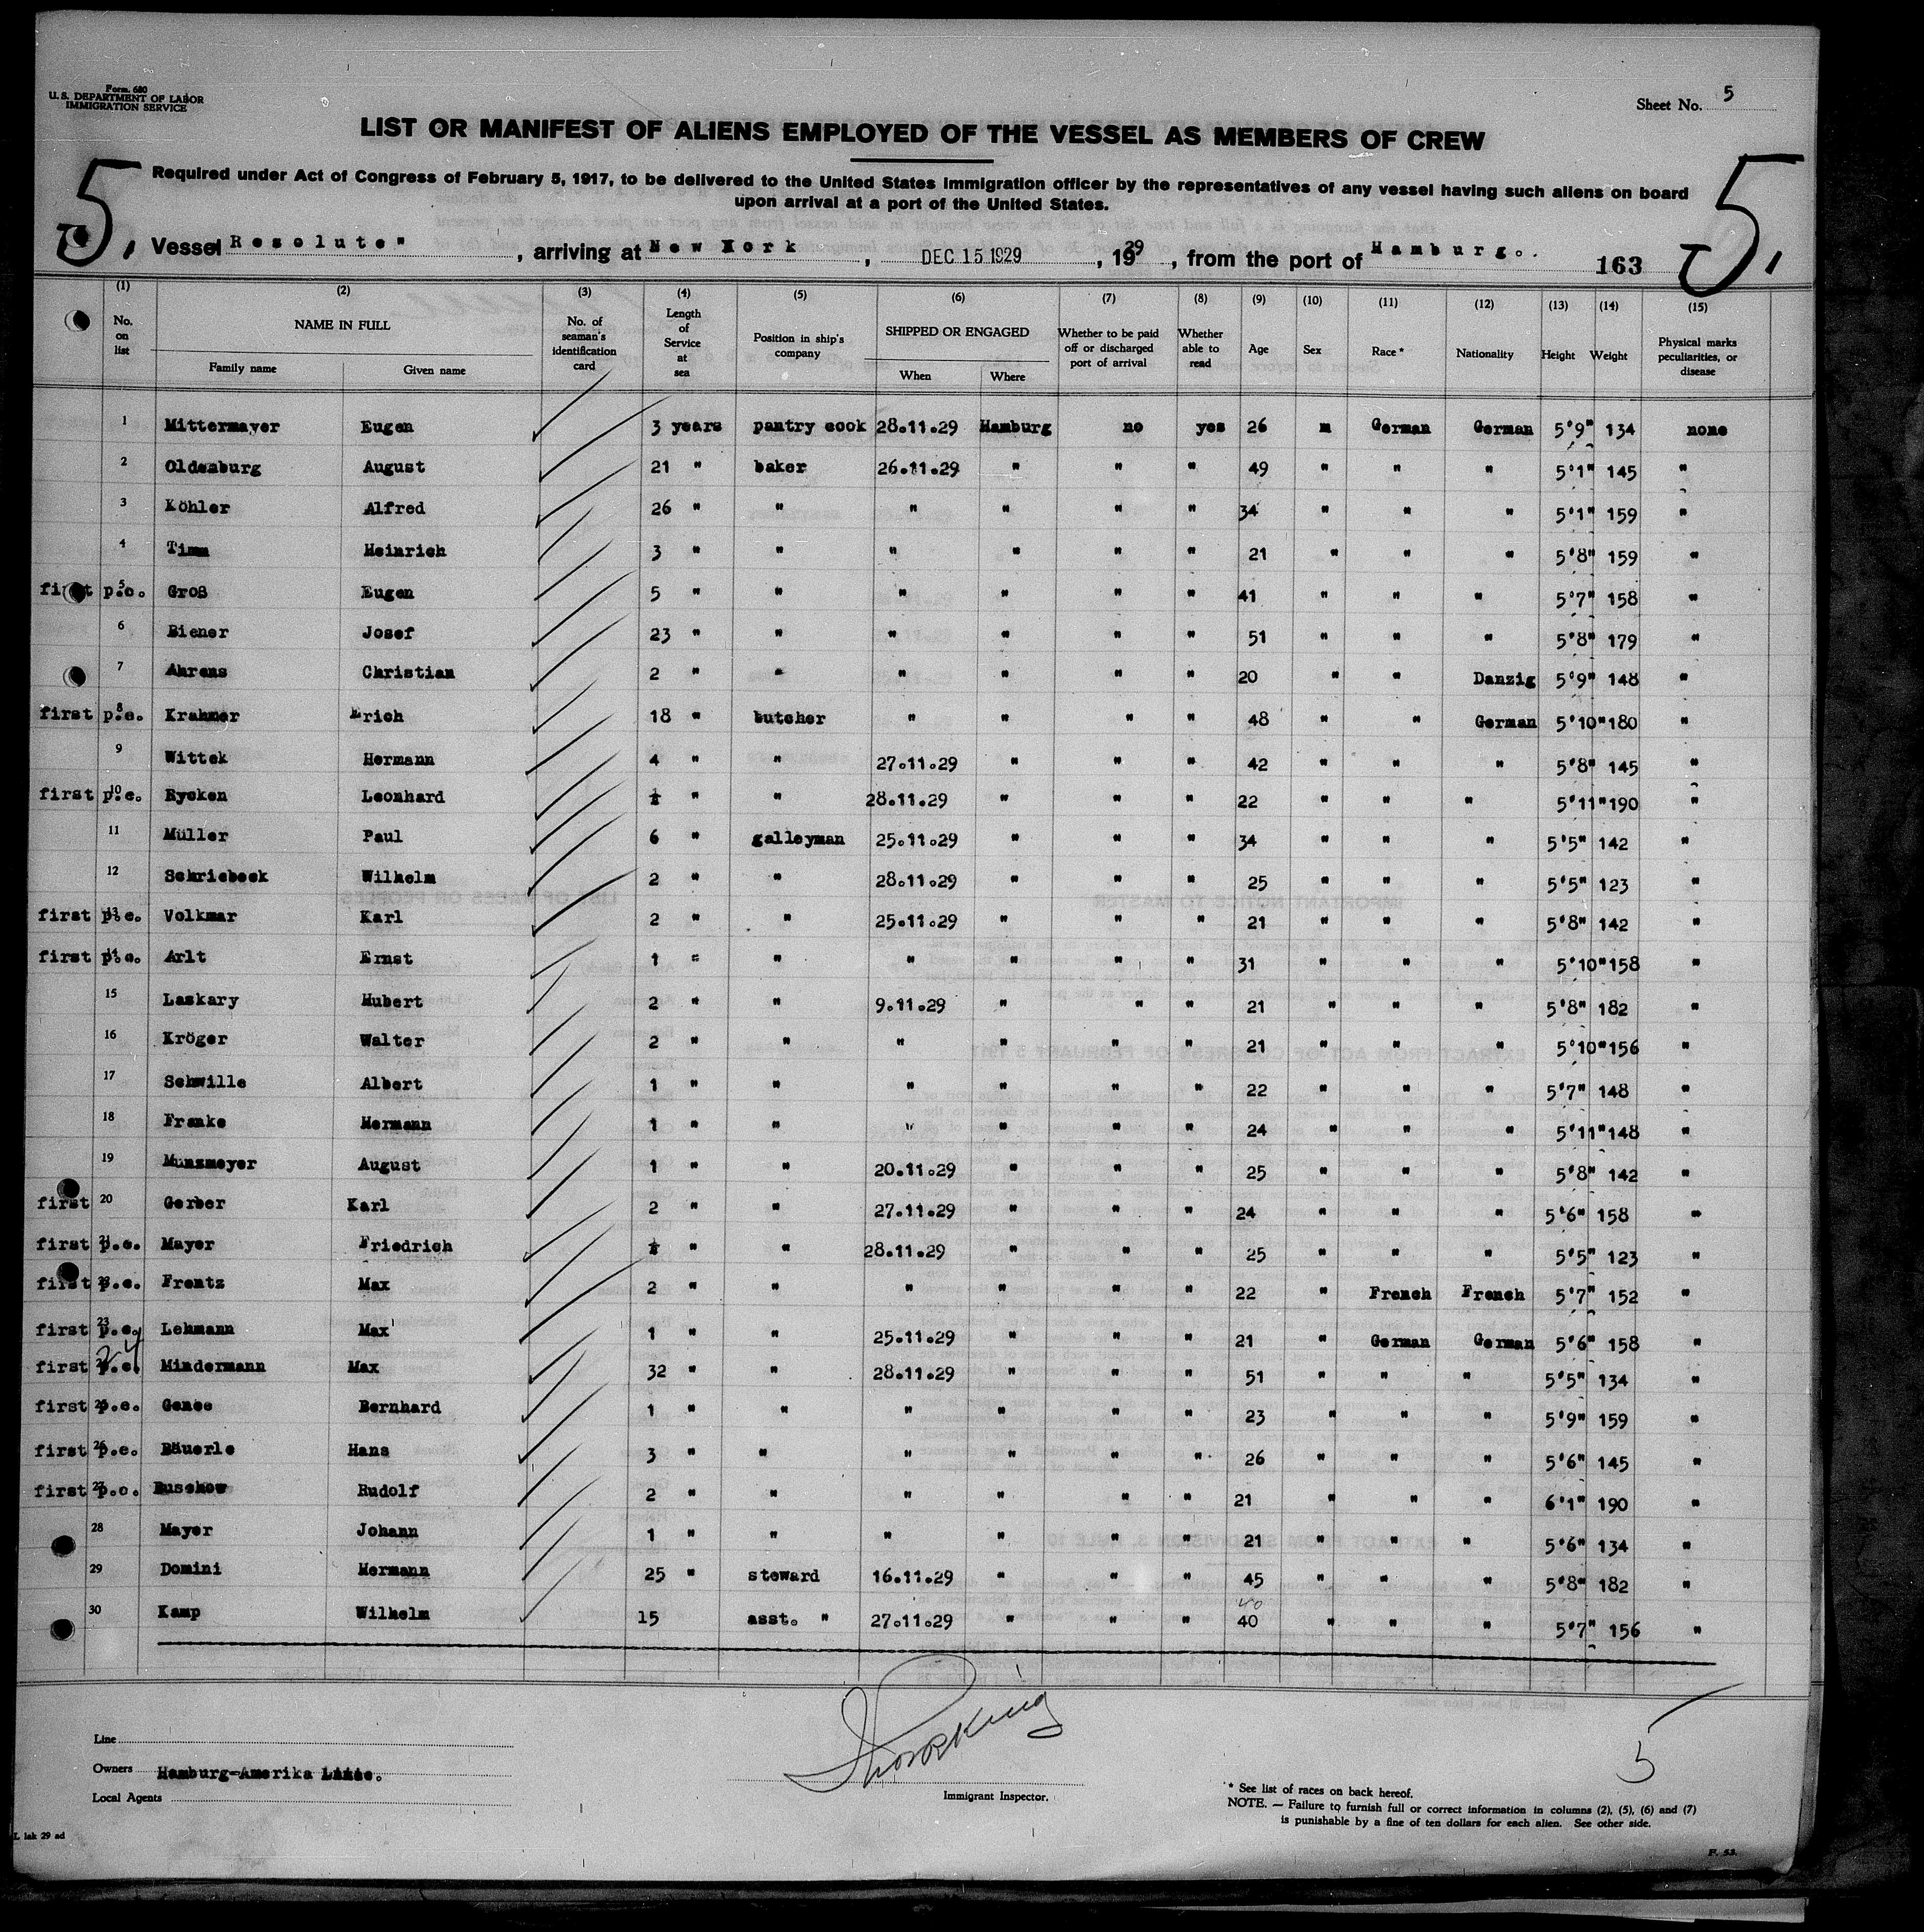 Form 680
U. S. DEPARTMENT OF LABOR
IMMIGRATION SERVICE
Sheet No. 5
LIST OR MANIFEST OF ALIENS EMPLOYED OF THE VESSEL AS MEMBERS OF CREW
Required under Act of Congress of February 5, 1917, to be delivered to the United States Immigration officer by the representatives of any vessel having such aliens on board
upon arrival at a port of the United States.
5, 5,
Vessel Resolute" , arriving at New York , DEC 15 1929 , 1929 , from the port of Hamburg.. 163
(1) (2) (3) (4) (5) (6) (7) (8) (9) (10) (11) (12) (13) (14) (15)
No. on list NAME IN FULL Family name Given name No. of seaman's identification card Length of Service at sea Position in ship's company SHIPPED OR ENGAGED When Where Whether to be paid off or discharged port of arrival Whether able to read Age Sex Race * Nationality Height Weight Physical marks peculiarities, or disease
1 Mittermayer Eugen 3 years pantry cook 28.11.29 Hamburg no yes 26 m German German 5'9" 134 none
2 Oldenburg August 21 " baker 26.11.29 " " " 49 " " " 5'1" 145 "
3 Köhler Alfred 26 " " " " " " 34 " " " 5'1" 159 "
4 Timm Heinrich 3 " " " " " " 21 " " " 5'8" 159 "
first p.e. 5 Groß Eugen 5 " " " " " " 41 " " " 5'7" 158 "
6 Biener Josef 23 " " " " " " 51 " " " 5'8" 179 "
7 Ahrens Christian 2 " " " " " " 20 " " Danzig 5'9" 148 "
first p.e. 8 Krahmer Erich 18 " butcher " " " " 48 " " German 5'10" 180 "
9 Wittek Hermann 4 " " 27.11.29 " " " 42 " " " 5'8" 145 "
first p.e. 10 Rycken Leonhard " " 28.11.29 " " " 22 " " " 5'11" 190 "
11 Müller Paul 6 " galleyman 25.11.29 " " " 34 " " " 5'5" 142 "
12 Schriebeck Wilhelm 2 " " 28.11.29 " " " 25 " " " 5'5" 123 "
first p.e. 13 Volkmar Karl 2 " " 25.11.29 " " " 21 " " " 5'8" 142 "
first p.e. 14 Arlt Ernst 1 " " " " " " 31 " " " 5'10" 158 "
15 Laskary Hubert 2 " " 9.11.29 " " " 21 " " " 5'8" 182 "
16 Kröger Walter 2 " " " " " " 21 " " " 5'10" 156 "
17 Schwille Albert 1 " " " " " " 22 " " " 5'7" 148 "
18 Franke Hermann 1 " " " " " " 24 " " " 5'11" 148 "
19 Munzmeyer August 1 " " 20.11.29 " " " 25 " " " 5'8" 142 "
first 20 Gerber Karl 2 " " 27.11.29 " " " 24 " " " 5'6" 158 "
first p.e. 21 Mayer Friedrich " " 28.11.29 " " " 25 " " " 5'5" 123 "
first p.e. 22 Frentz Max 2 " " " " " " 22 " French French 5'7" 152 "
first p.e. 23 Lehmann Max 1 " " 25.11.29 " " " 21 " German German 5'6" 158 "
first p.e. 24 Mindermann Max 32 " " 28.11.29 " " " 51 " " " 5'5" 134 "
first p.e. 25 Genee Bernhard 1 " " " " " " 23 " " " 5'9" 159 "
first p.e. 26 Bäuerle Hans 3 " " " " " " 26 " " " 5'6" 145 "
first p.e. 27 Buschow Rudolf 2 " " " " " " 21 " " " 6'1" 190 "
28 Mayer Johann 1 " " " " " " 21 " " " 5'6" 134 "
29 Domini Hermann 25 " steward 16.11.29 " " " 45 " " " 5'8" 182 "
30 Kamp Wilhelm 15 asst. " 27.11.29 " " " 40 40 " " " 5'7" 156 "
Line
Owners Hamburg-Amerika Linie.
Local Agents
Immigrant Inspector.
5
* See list of races on back hereof.
NOTE. — Failure to furnish full or correct information in columns (2), (5), (6) and (7)
is punishable by a fine of ten dollars for each alien. See other side.
L lak 29 ad
F. 53.